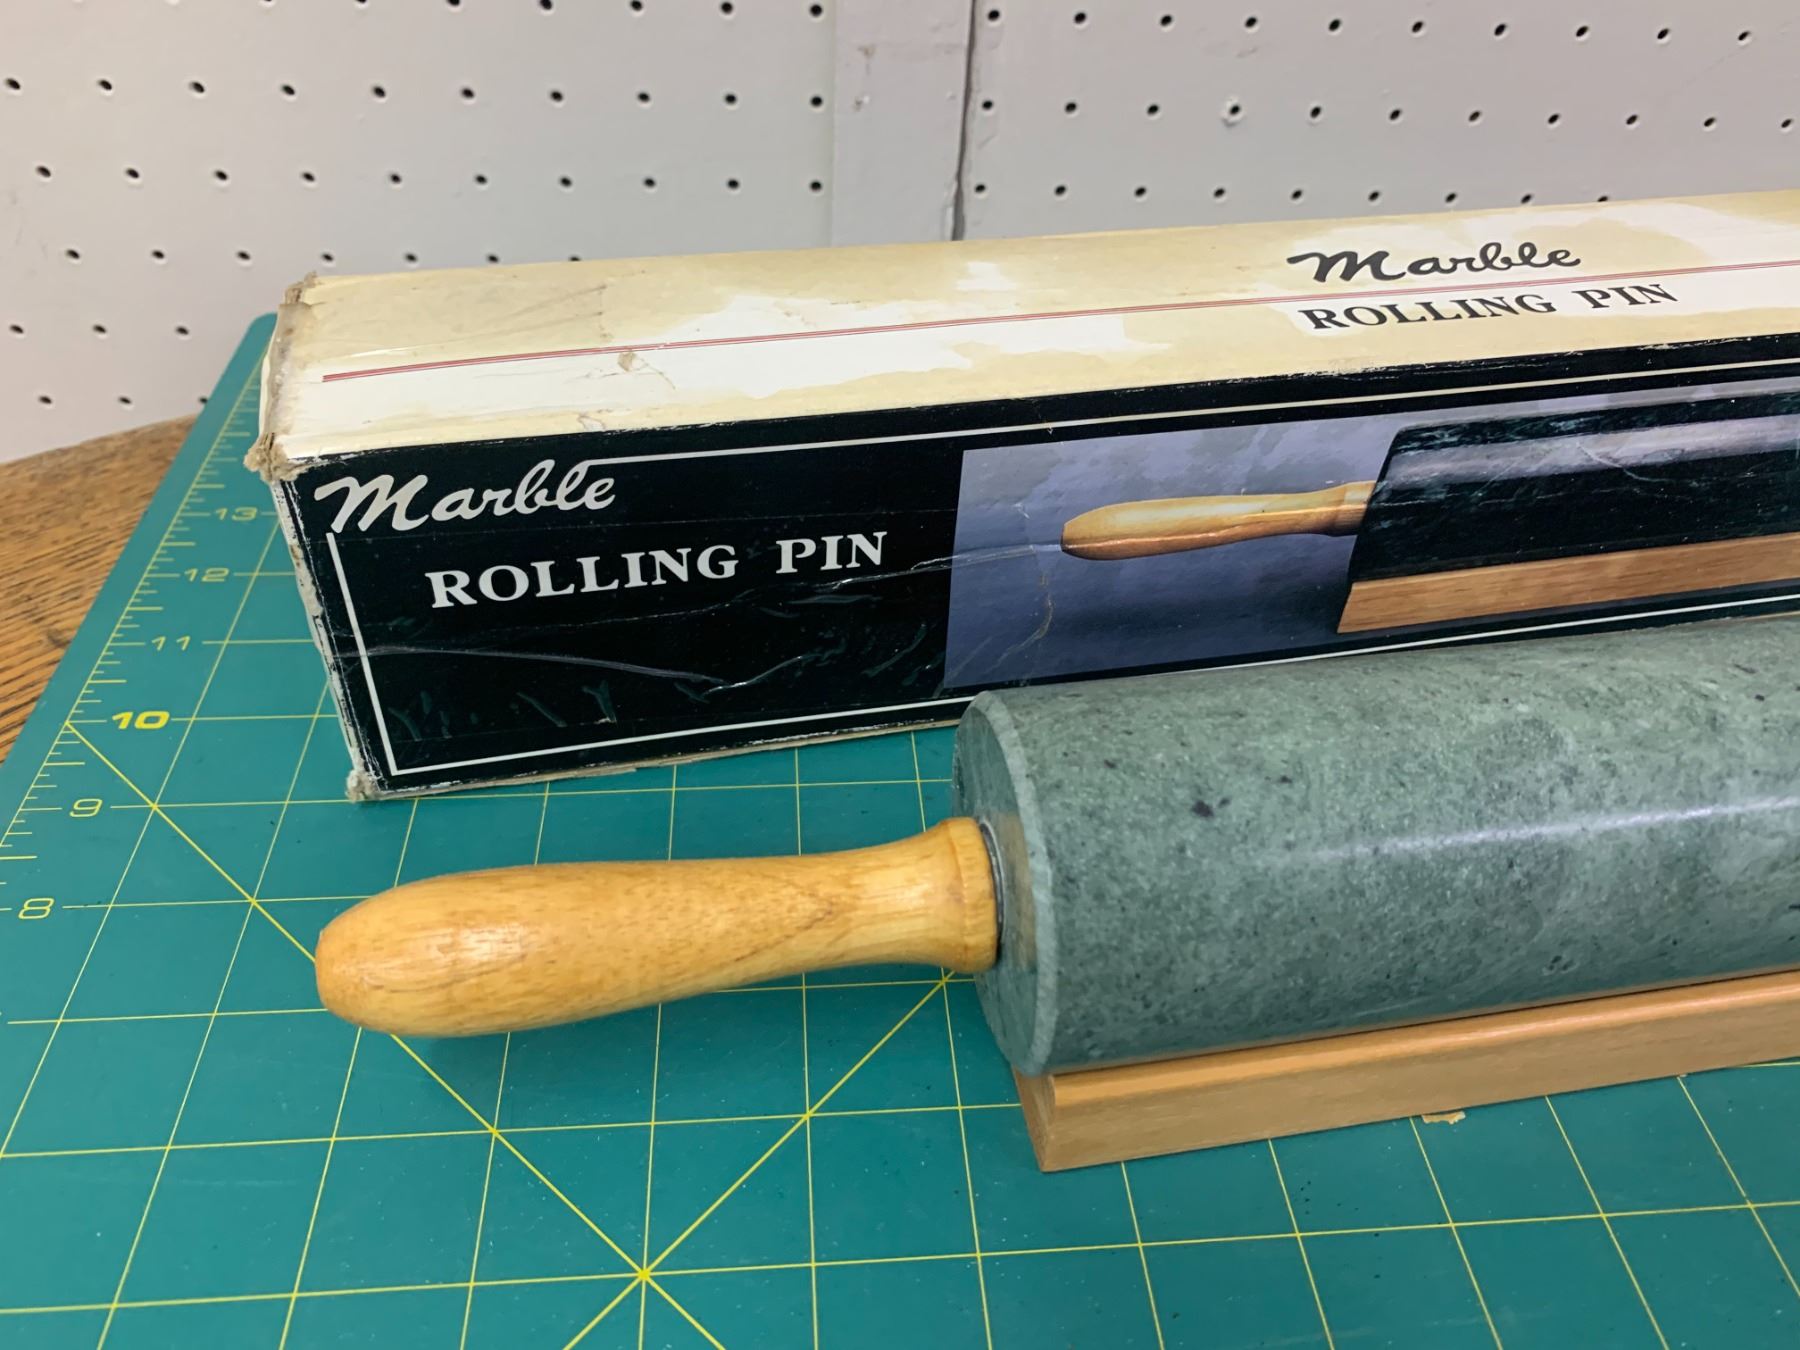 Marble
ROLLING PIN
Marble
ROLLING PIN
13
12
11
10
9
8